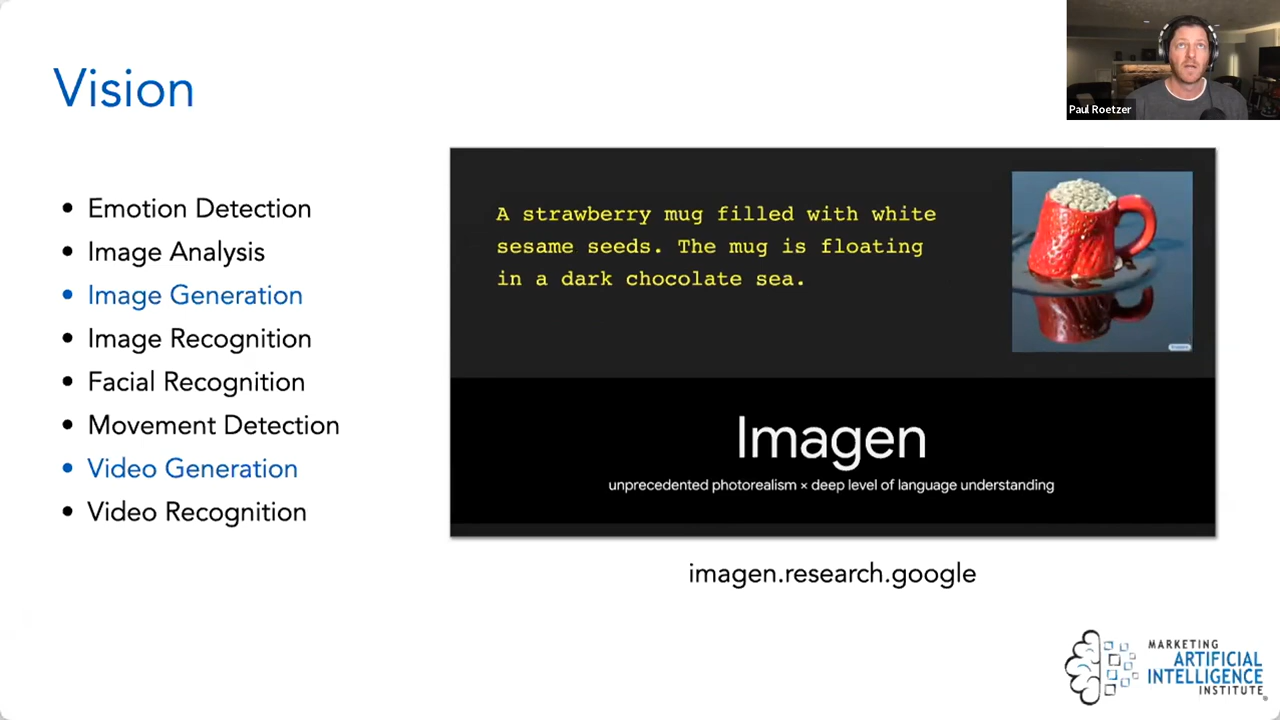 Vision
Paul Roetzer
• Emotion Detection
• Image Analysis
• Image Generation
• Image Recognition
• Facial Recognition
• Movement Detection
• Video Generation
• Video Recognition
A strawberry mug filled with white
sesame seeds. The mug is floating
in a dark chocolate sea.
Imagen
unprecedented photorealism × deep level of language understanding
imagen.research.google
MARKETING
ARTIFICIAL
INTELLIGENCE
INSTITUTE